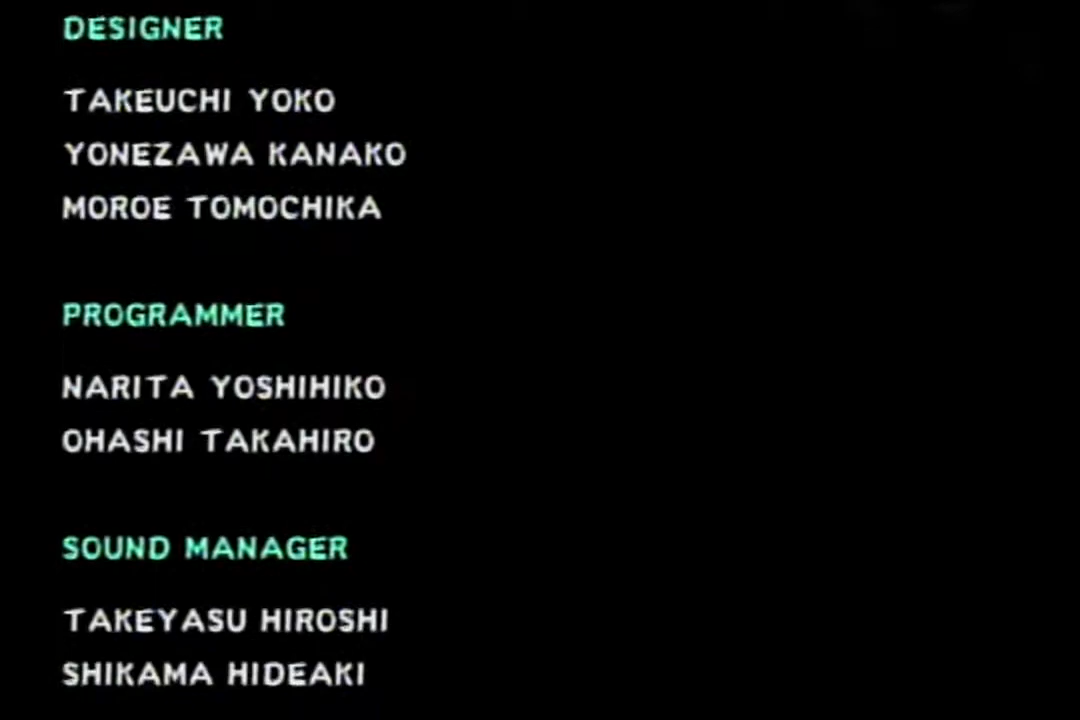 DESIGNER
TAKEUCHI YOKO
YONEZAWA KANAKO
MOROE TOMOCHIKA
PROGRAMMER
NARITA YOSHIHIKO
OHASHI TAKAHIRO
SOUND MANAGER
TAKEYASU HIROSHI
SHIKAMA HIDEAKI